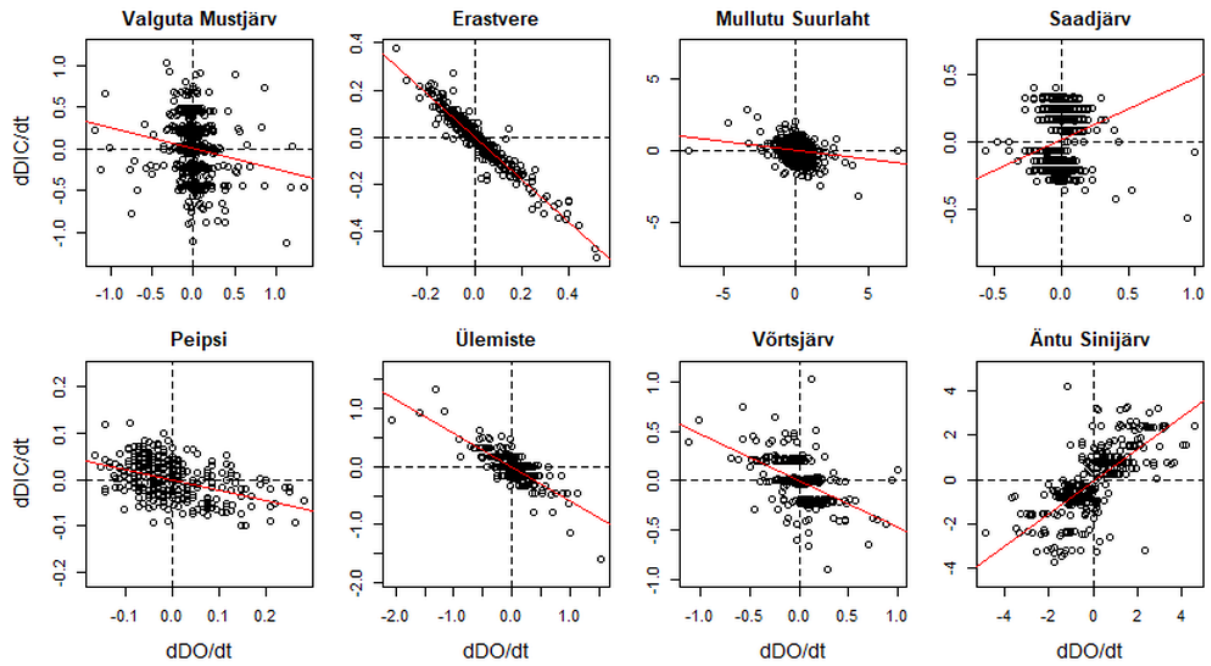 Valguta Mustjärv Erastvere Mullutu Suurlaht Saadjärv
dDIC/dt
1.0
0.5
0.0
-0.5
-1.0
-1.0 -0.5 0.0 0.5 1.0
0.4
0.2
0.0
-0.2
-0.4
-0.2 0.0 0.2 0.4
5
0
-5
-5 0 5
0.5
0.0
-0.5
-0.5 0.0 0.5 1.0
Peipsi Ülemiste Võrtsjärv Äntu Sinijärv
dDIC/dt
0.2
0.1
0.0
-0.1
-0.2
-0.1 0.0 0.1 0.2
1.0
0.0
-1.0
-2.0
-2.0 -1.0 0.0 1.0
1.0
0.5
0.0
-0.5
-1.0
-1.0 -0.5 0.0 0.5 1.0
4
2
0
-2
-4
-4 -2 0 2 4
dDO/dt dDO/dt dDO/dt dDO/dt